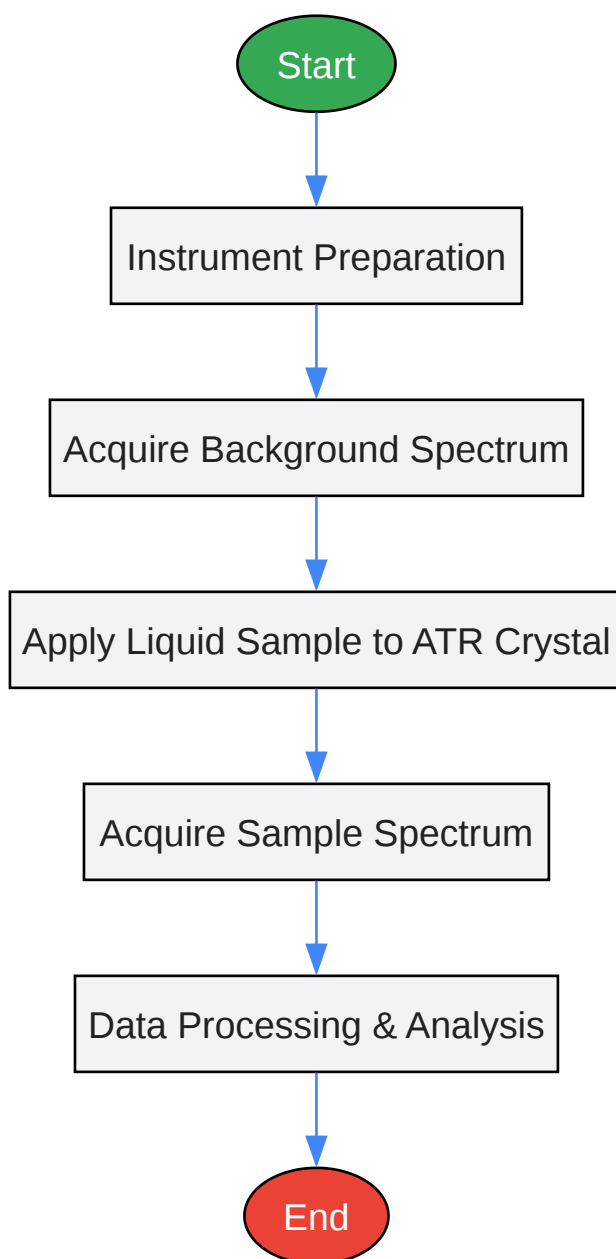 Start
Instrument Preparation
Acquire Background Spectrum
Apply Liquid Sample to ATR Crystal
Acquire Sample Spectrum
Data Processing & Analysis
End